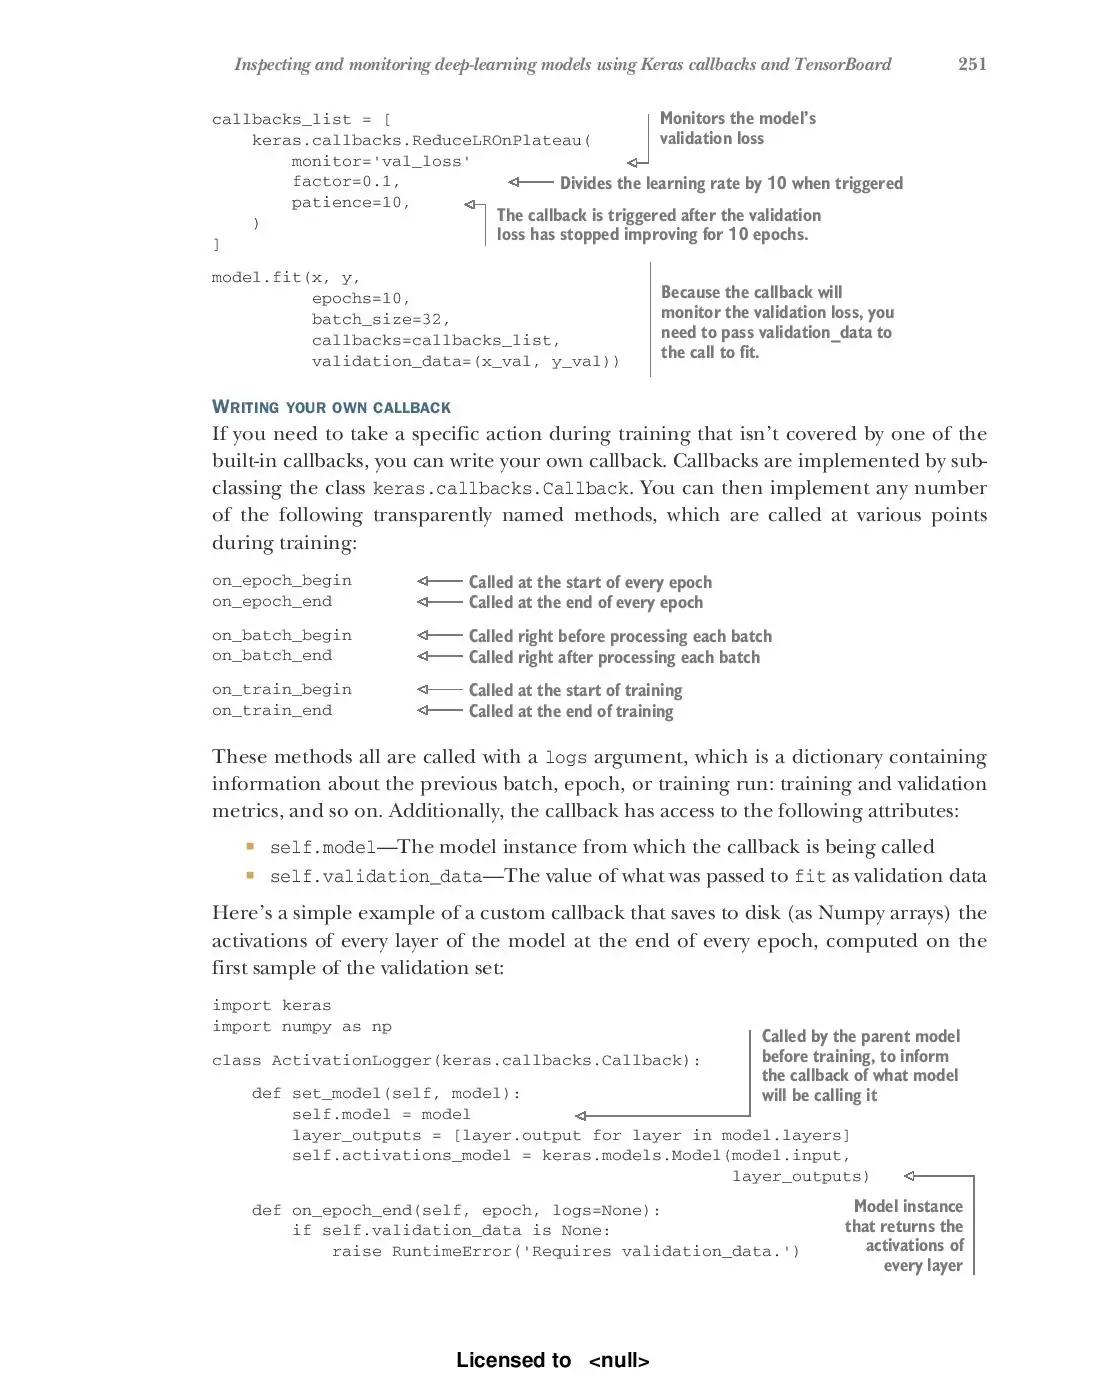 Inspecting and monitoring deep-learning models using Keras callbacks and TensorBoard 251
callbacks_list = [
    keras.callbacks.ReduceLROnPlateau(
        monitor='val_loss'
        factor=0.1,
        patience=10,
    )
]
Monitors the model's
validation loss
Divides the learning rate by 10 when triggered
The callback is triggered after the validation
loss has stopped improving for 10 epochs.
model.fit(x, y,
          epochs=10,
          batch_size=32,
          callbacks=callbacks_list,
          validation_data=(x_val, y_val))
Because the callback will
monitor the validation loss, you
need to pass validation_data to
the call to fit.
WRITING YOUR OWN CALLBACK
If you need to take a specific action during training that isn't covered by one of the
built-in callbacks, you can write your own callback. Callbacks are implemented by sub-
classing the class keras.callbacks.Callback. You can then implement any number
of the following transparently named methods, which are called at various points
during training:
on_epoch_begin Called at the start of every epoch
on_epoch_end Called at the end of every epoch
on_batch_begin Called right before processing each batch
on_batch_end Called right after processing each batch
on_train_begin Called at the start of training
on_train_end Called at the end of training
These methods all are called with a logs argument, which is a dictionary containing
information about the previous batch, epoch, or training run: training and validation
metrics, and so on. Additionally, the callback has access to the following attributes:
■ self.model—The model instance from which the callback is being called
■ self.validation_data—The value of what was passed to fit as validation data
Here's a simple example of a custom callback that saves to disk (as Numpy arrays) the
activations of every layer of the model at the end of every epoch, computed on the
first sample of the validation set:
import keras
import numpy as np
class ActivationLogger(keras.callbacks.Callback):
    def set_model(self, model):
        self.model = model
        layer_outputs = [layer.output for layer in model.layers]
        self.activations_model = keras.models.Model(model.input,
                                                    layer_outputs)
Called by the parent model
before training, to inform
the callback of what model
will be calling it
    def on_epoch_end(self, epoch, logs=None):
        if self.validation_data is None:
            raise RuntimeError('Requires validation_data.')
Model instance
that returns the
activations of
every layer
Licensed to <null>